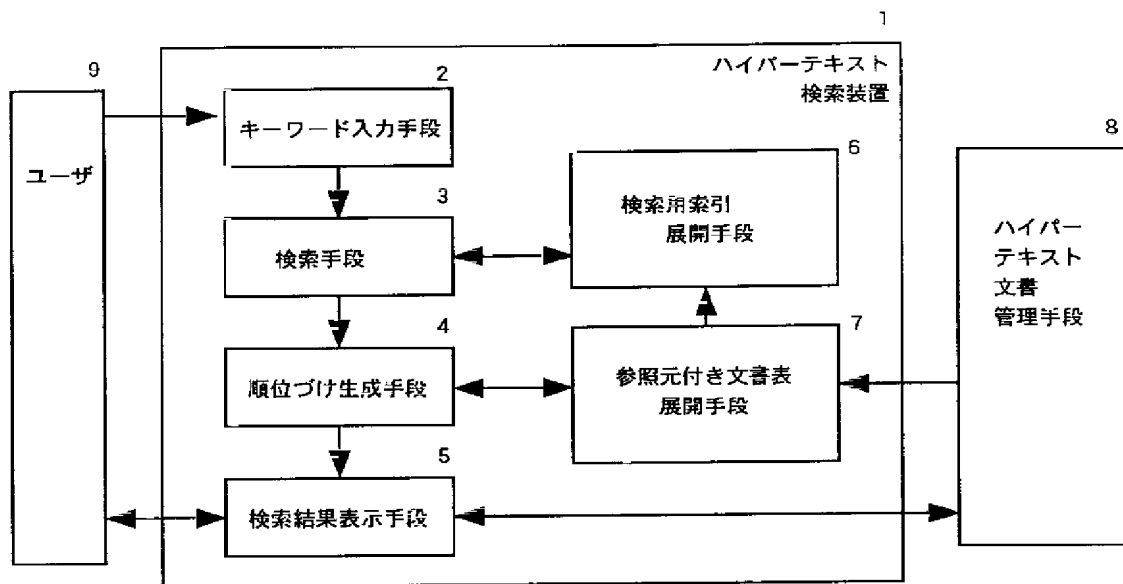 1
ハイパーテキスト
検索装置
9
ユーザ
2
キーワード入力手段
3
検索手段
4
順位づけ生成手段
5
検索結果表示手段
6
検索用索引
展開手段
7
参照元付き文書表
展開手段
8
ハイパー
テキスト
文書
管理手段